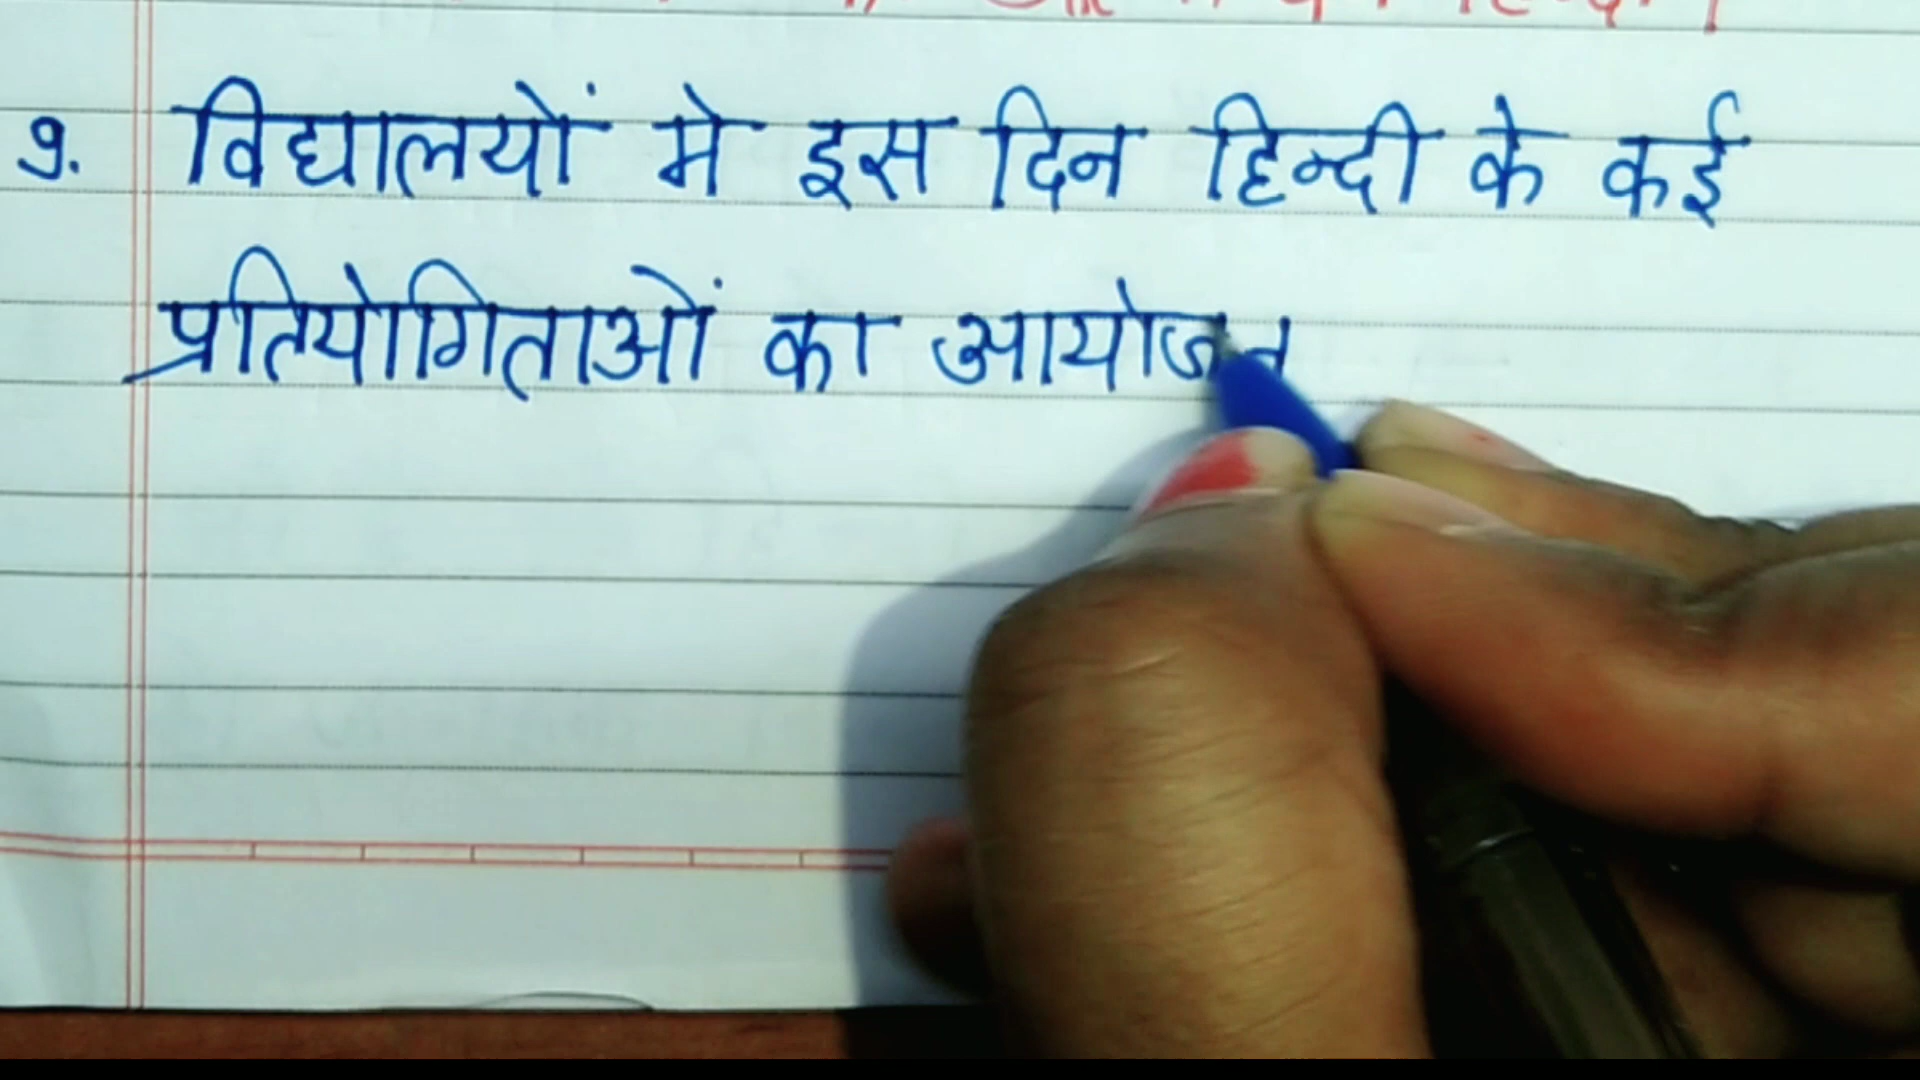 9. विद्यालयों मे इस दिन हिन्दी के कई
प्रतियोगिताओं का आयोजन